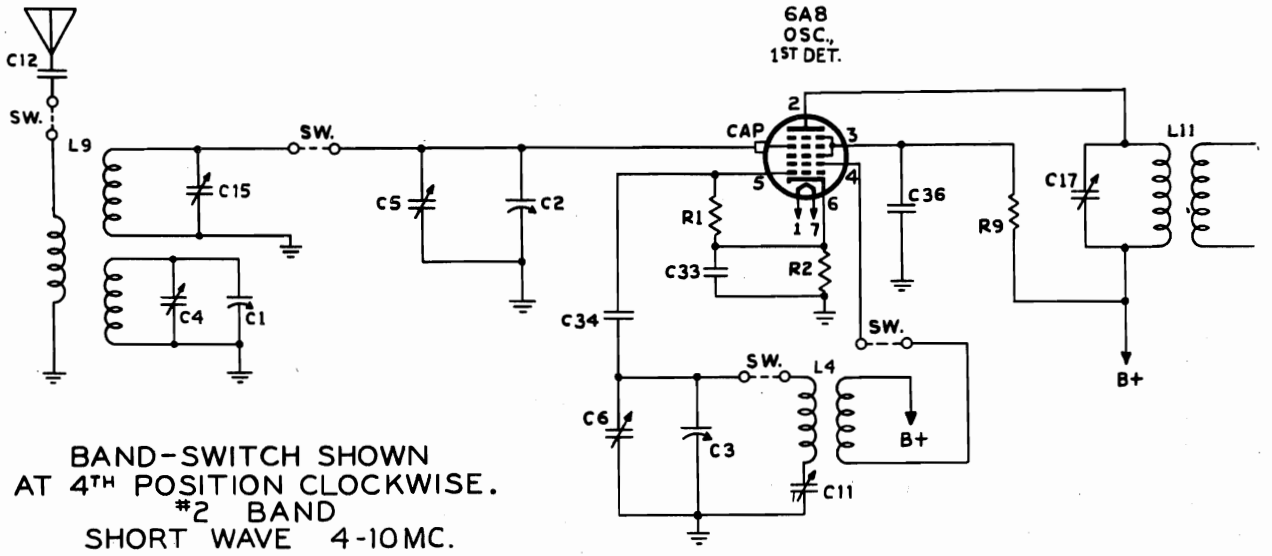 6A8
OSC.,
1ST DET.
C12
SW.
L9
SW.
CAP
2
3
4
5
6
1 7
L11
C15
C5
C2
R1
C36
C17
R9
C33
R2
C4
C1
C34
SW.
SW.
L4
B+
C6
C3
B+
C11
BAND-SWITCH SHOWN
AT 4TH POSITION CLOCKWISE.
#2 BAND
SHORT WAVE 4-10MC.